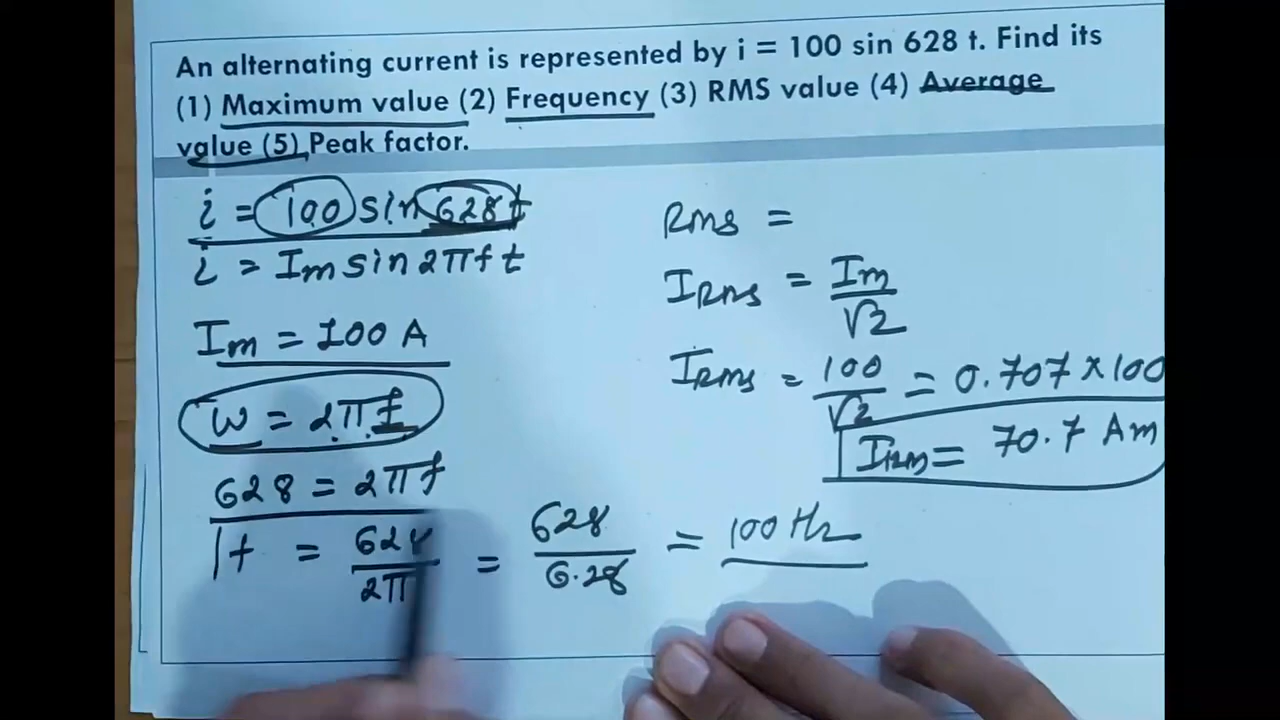 An alternating current is represented by i = 100 sin 628 t. Find its
(1) Maximum value (2) Frequency (3) RMS value (4) Average
value (5) Peak factor.
i = 100 sin 628t
i = Im sin 2πft
Im = 100 A
ω = 2πf
628 = 2πf
f = 628/2π = 628/6.28 = 100 Hz
RMS =
IRMS = Im/√2
IRMS = 100/√2 = 0.707 × 100
IRM = 70.7 Am